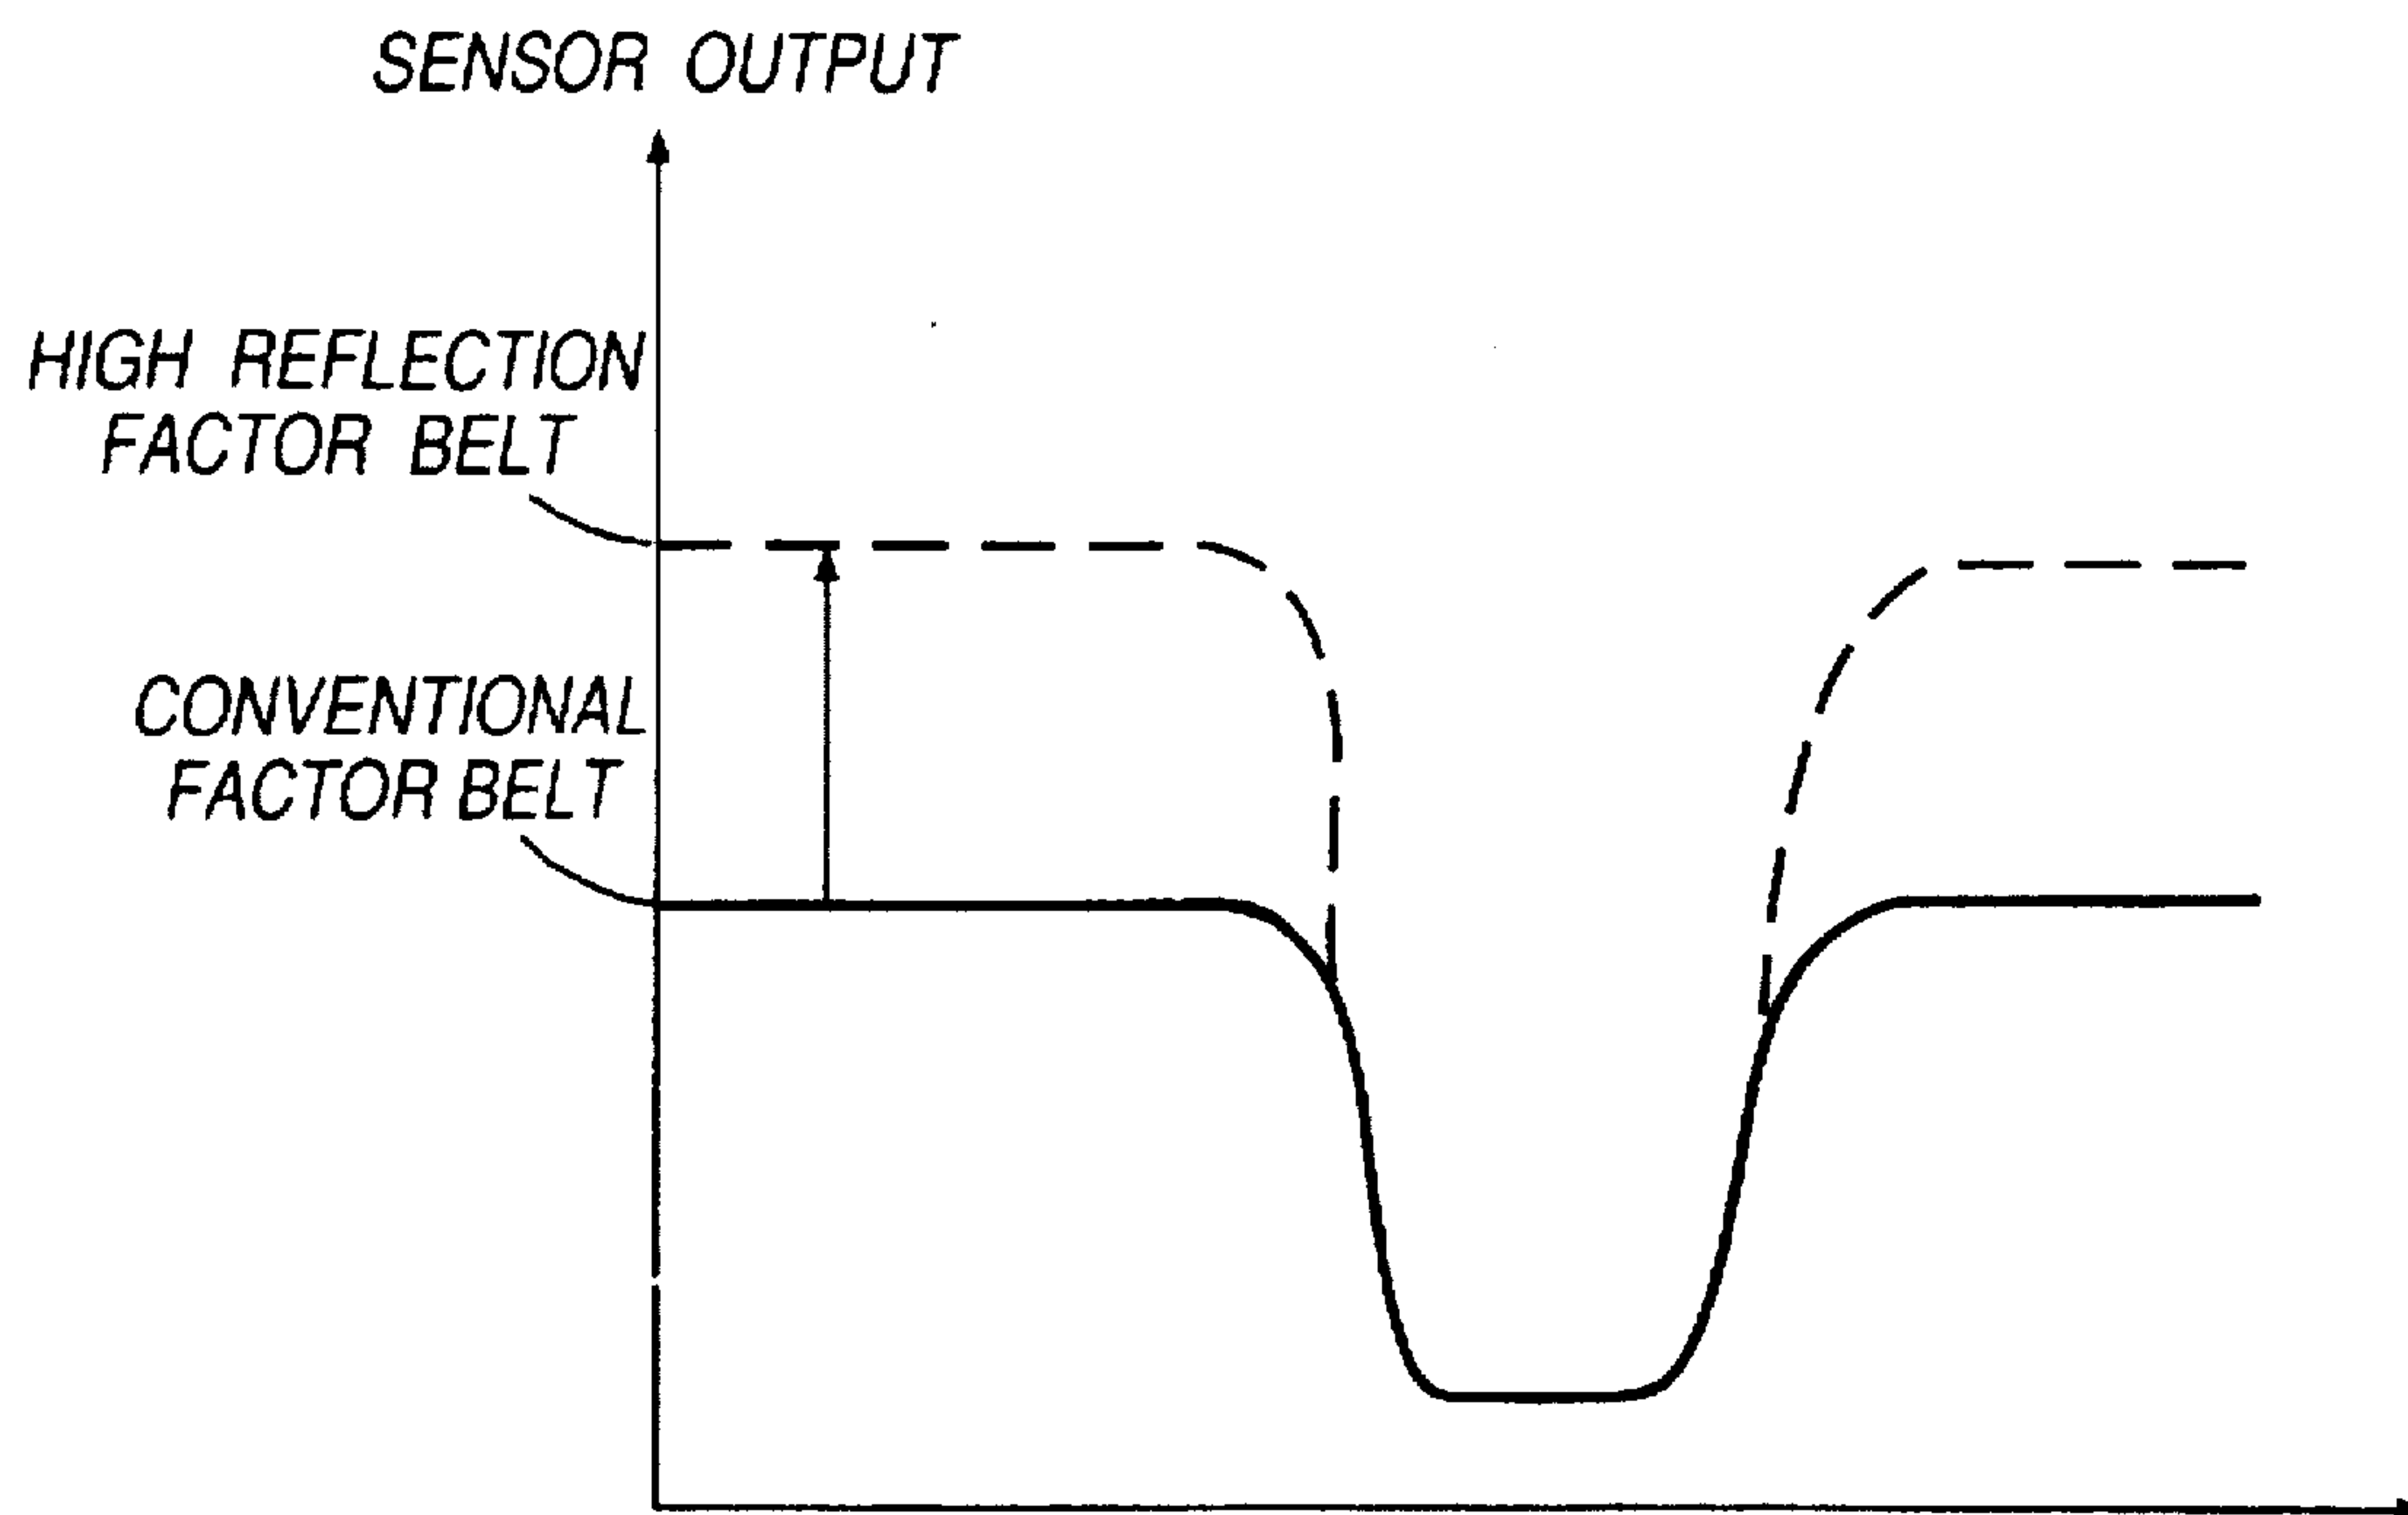 SENSOR OUTPUT
HIGH REFLECTION
FACTOR BELT
CONVENTIONAL
FACTOR BELT